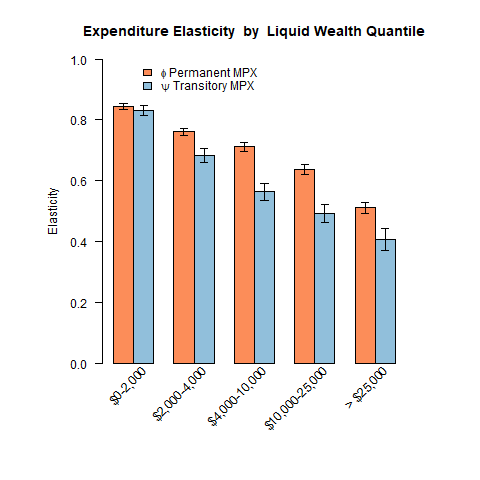 Expenditure Elasticity by Liquid Wealth Quantile
ϕ Permanent MPX
ψ Transitory MPX
Elasticity
1.0
0.8
0.6
0.4
0.2
0.0
$0-2,000
$2,000-4,000
$4,000-10,000
$10,000-25,000
> $25,000